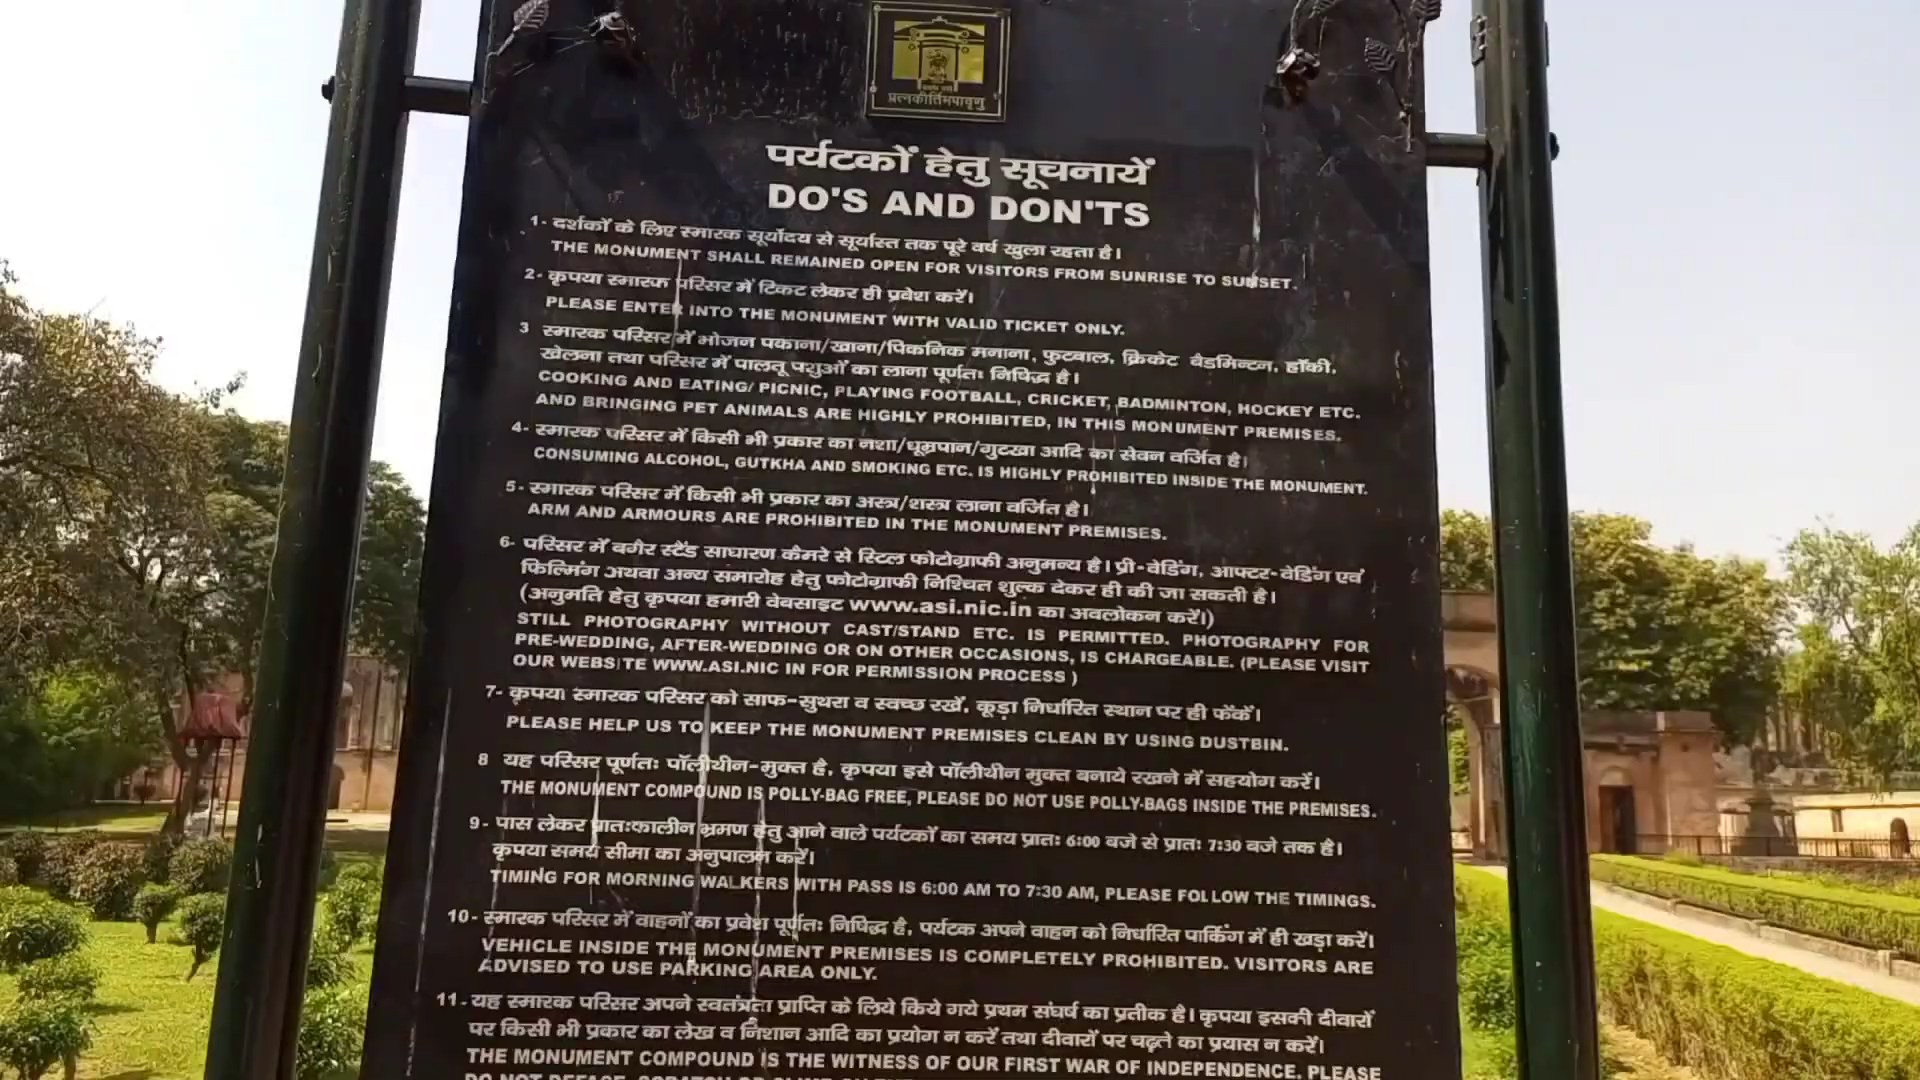 प्रत्नकीर्तिमपावृणु
पर्यटकों हेतु सूचनायें
DO'S AND DON'TS
1- दर्शकों के लिए स्मारक सूर्योदय से सूर्यास्त तक पूरे वर्ष खुला रहता है।
THE MONUMENT SHALL REMAINED OPEN FOR VISITORS FROM SUNRISE TO SUNSET.
2- कृपया स्मारक परिसर में टिकट लेकर ही प्रवेश करें।
PLEASE ENTER INTO THE MONUMENT WITH VALID TICKET ONLY.
3 स्मारक परिसर में भोजन पकाना/खाना/पिकनिक मनाना, फुटबाल, क्रिकेट बैडमिन्टन, हॉकी,
खेलना तथा परिसर में पालतू पशुओं का लाना पूर्णतः निषिद्ध है।
COOKING AND EATING/ PICNIC, PLAYING FOOTBALL, CRICKET, BADMINTON, HOCKEY ETC.
AND BRINGING PET ANIMALS ARE HIGHLY PROHIBITED, IN THIS MONUMENT PREMISES.
4- स्मारक परिसर में किसी भी प्रकार का नशा/धूम्रपान/गुटखा आदि का सेवन वर्जित है।
CONSUMING ALCOHOL, GUTKHA AND SMOKING ETC. IS HIGHLY PROHIBITED INSIDE THE MONUMENT.
5- स्मारक परिसर में किसी भी प्रकार का अस्त्र/शस्त्र लाना वर्जित है।
ARM AND ARMOURS ARE PROHIBITED IN THE MONUMENT PREMISES.
6- परिसर में बगैर स्टैंड साधारण कैमरे से स्टिल फोटोग्राफी अनुमन्य है। प्री-वेडिंग, आफ्टर-वेडिंग एवं
फिल्मिंग अथवा अन्य समारोह हेतु फोटोग्राफी निश्चित शुल्क देकर ही की जा सकती है।
(अनुमति हेतु कृपया हमारी वेबसाइट www.asi.nic.in का अवलोकन करें।)
STILL PHOTOGRAPHY WITHOUT CAST/STAND ETC. IS PERMITTED. PHOTOGRAPHY FOR
PRE-WEDDING, AFTER-WEDDING OR ON OTHER OCCASIONS, IS CHARGEABLE. (PLEASE VISIT
OUR WEBSITE WWW.ASI.NIC IN FOR PERMISSION PROCESS )
7- कृपया स्मारक परिसर को साफ-सुथरा व स्वच्छ रखें, कूड़ा निर्धारित स्थान पर ही फेंकें।
PLEASE HELP US TO KEEP THE MONUMENT PREMISES CLEAN BY USING DUSTBIN.
8 यह परिसर पूर्णतः पॉलीथीन-मुक्त है, कृपया इसे पॉलीथीन मुक्त बनाये रखने में सहयोग करें।
THE MONUMENT COMPOUND IS POLLY-BAG FREE, PLEASE DO NOT USE POLLY-BAGS INSIDE THE PREMISES.
9- पास लेकर प्रातःकालीन भ्रमण हेतु आने वाले पर्यटकों का समय प्रातः 6:00 बजे से प्रातः 7:30 बजे तक है।
कृपया समय सीमा का अनुपालन करें।
TIMING FOR MORNING WALKERS WITH PASS IS 6:00 AM TO 7:30 AM, PLEASE FOLLOW THE TIMINGS.
10- स्मारक परिसर में वाहनों का प्रवेश पूर्णतः निषिद्ध है, पर्यटक अपने वाहन को निर्धारित पार्किंग में ही खड़ा करें।
VEHICLE INSIDE THE MONUMENT PREMISES IS COMPLETELY PROHIBITED. VISITORS ARE
ADVISED TO USE PARKING AREA ONLY.
11- यह स्मारक परिसर अपने स्वतंत्रता प्राप्ति के लिये किये गये प्रथम संघर्ष का प्रतीक है। कृपया इसकी दीवारों
पर किसी भी प्रकार का लेख व निशान आदि का प्रयोग न करें तथा दीवारों पर चढ़ने का प्रयास न करें।
THE MONUMENT COMPOUND IS THE WITNESS OF OUR FIRST WAR OF INDEPENDENCE. PLEASE